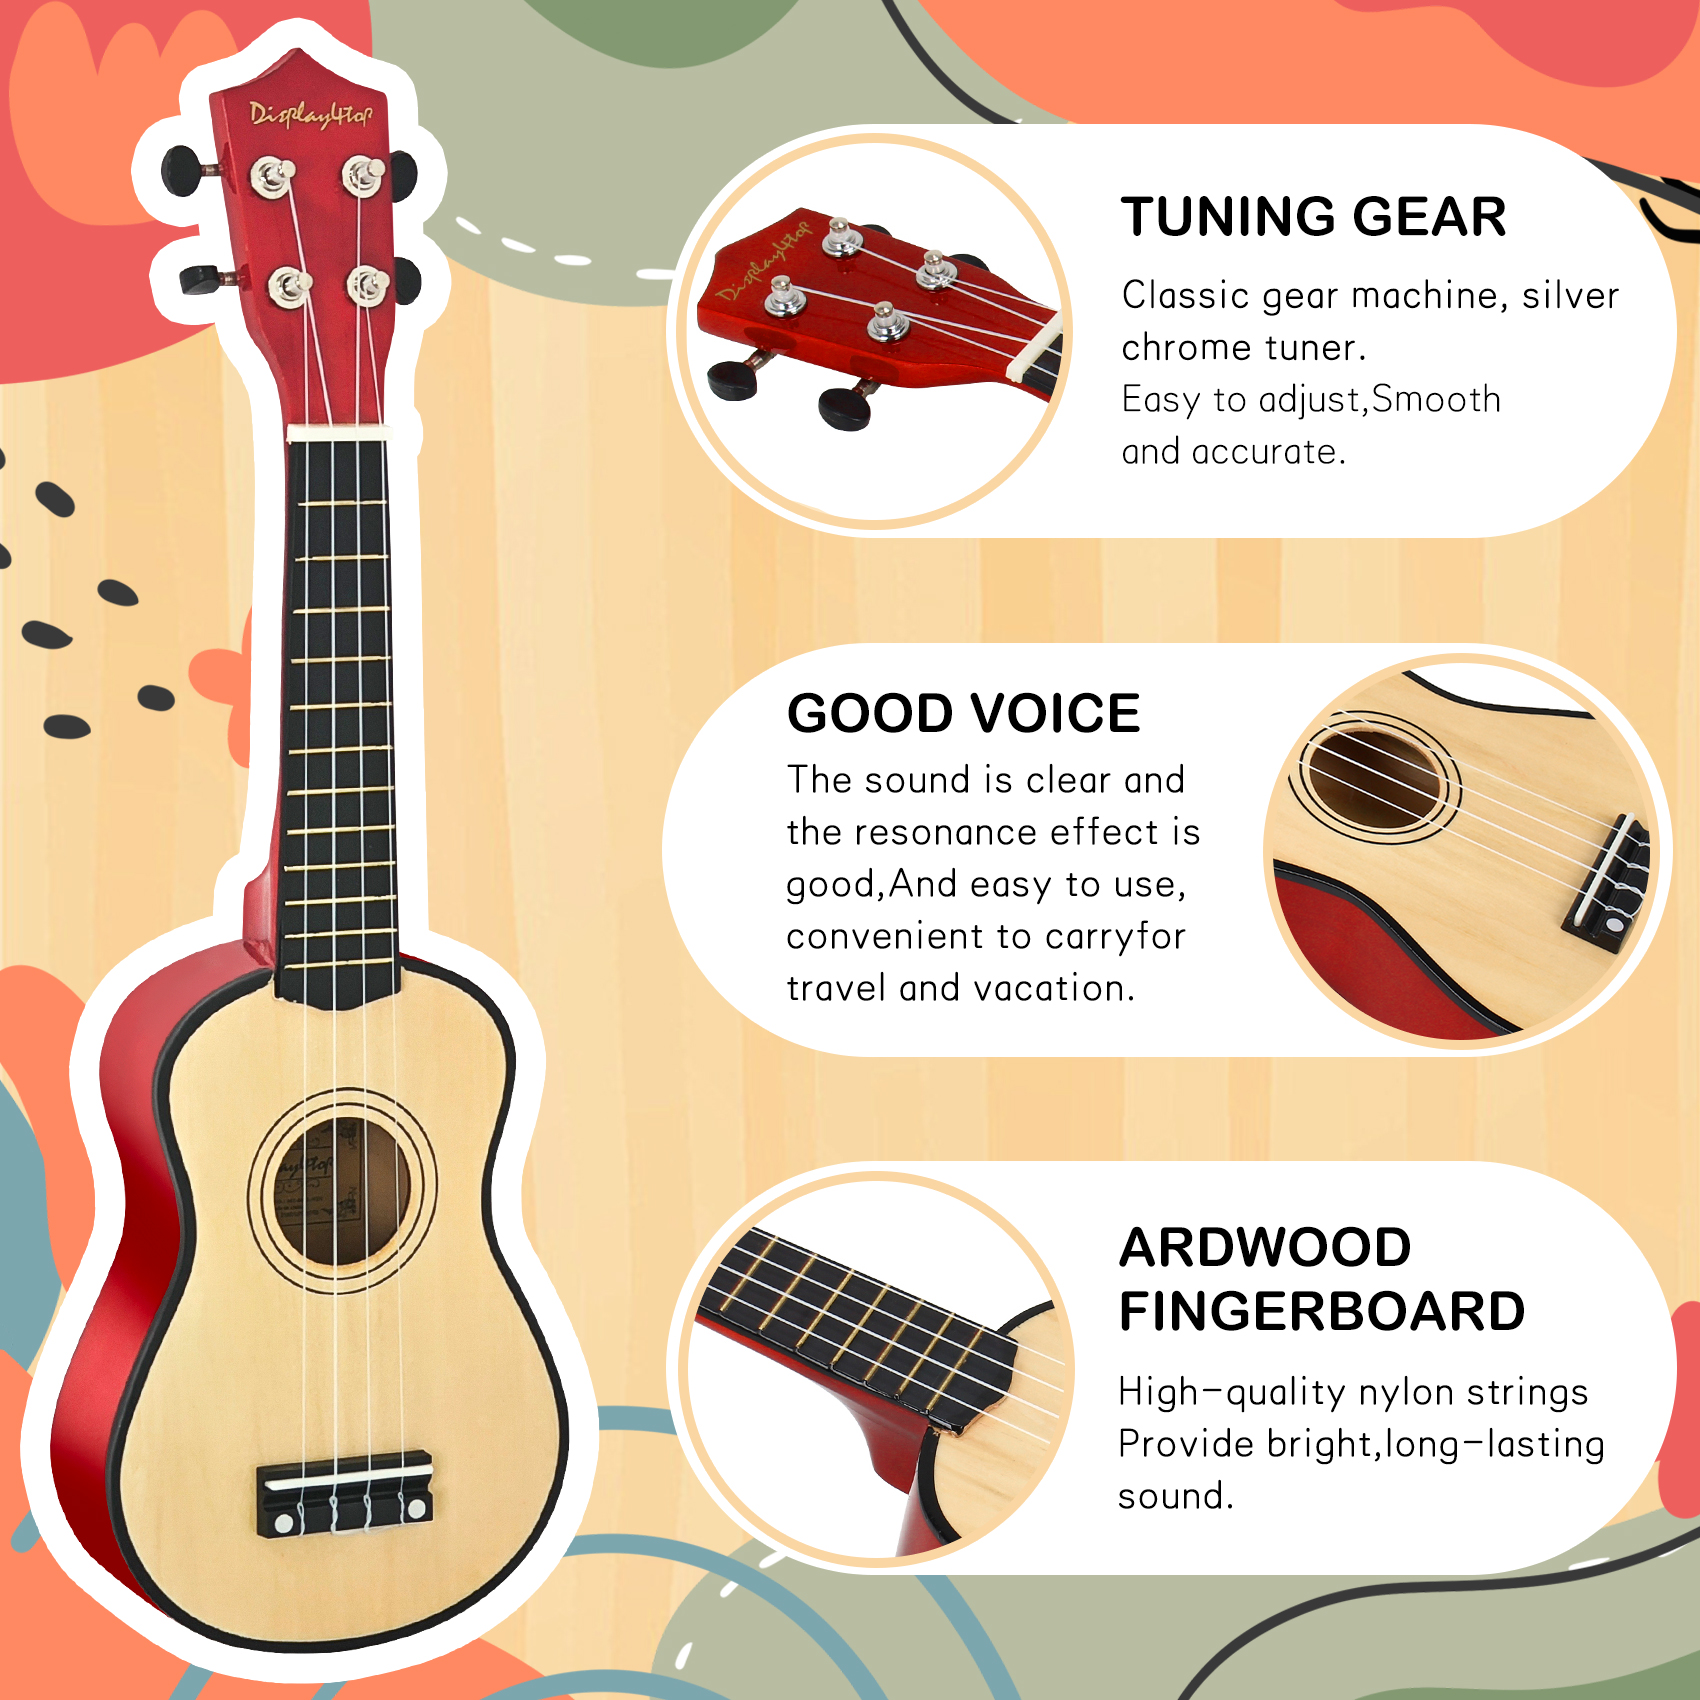 Display4top
Display4top
TUNING GEAR
Classic gear machine, silver
chrome tuner.
Easy to adjust,Smooth
and accurate.
GOOD VOICE
The sound is clear and
the resonance effect is
good,And easy to use,
convenient to carryfor
travel and vacation.
ay4top
ARDWOOD
FINGERBOARD
High-quality nylon strings
Provide bright,long-lasting
sound.